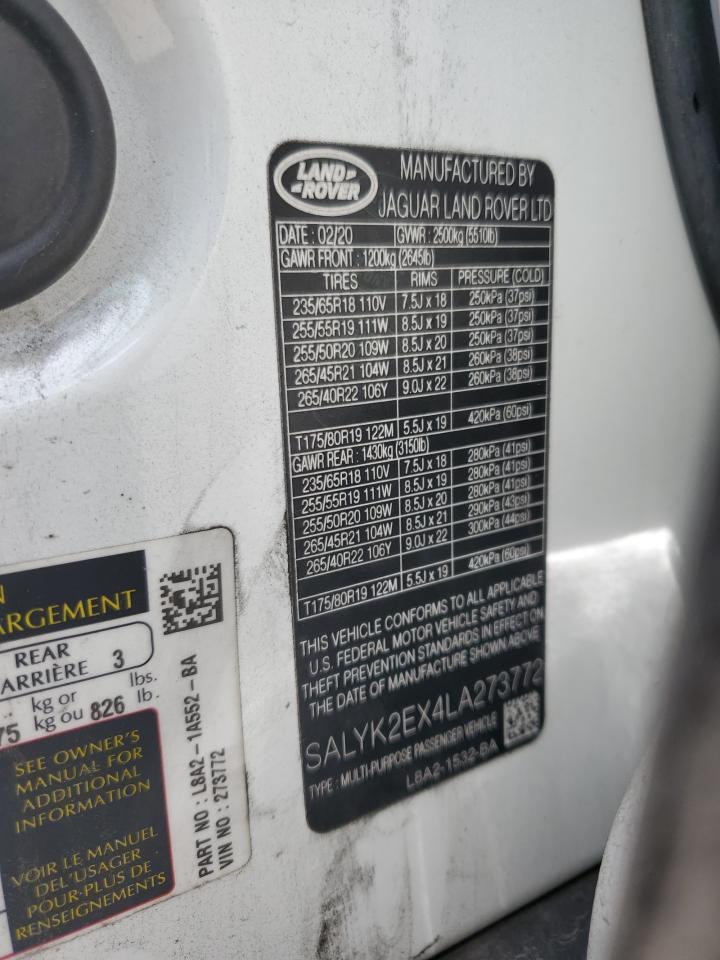 LAND
ROVER
MANUFACTURED BY
JAGUAR LAND ROVER LTD
DATE : 02/20 GVWR : 2500kg (5510lb)
GAWR FRONT : 1200kg (2645lb)
TIRES RIMS PRESSURE (COLD)
235/65R18 110V 7.5J x 18 250kPa (37psi)
255/55R19 111W 8.5J x 19 250kPa (37psi)
255/50R20 109W 8.5J x 20 250kPa (37psi)
265/45R21 104W 8.5J x 21 260kPa (38psi)
265/40R22 106Y 9.0J x 22 260kPa (38psi)
T175/80R19 122M 5.5J x 19 420kPa (60psi)
GAWR REAR : 1430kg (3150lb)
235/65R18 110V 7.5J x 18 280kPa (41psi)
255/55R19 111W 8.5J x 19 280kPa (41psi)
255/50R20 109W 8.5J x 20 280kPa (41psi)
265/45R21 104W 8.5J x 21 290kPa (43psi)
265/40R22 106Y 9.0J x 22 300kPa (44psi)
T175/80R19 122M 5.5J x 19 420kPa (60psi)
THIS VEHICLE CONFORMS TO ALL APPLICABLE
U.S. FEDERAL MOTOR VEHICLE SAFETY AND
THEFT PREVENTION STANDARDS IN EFFECT ON
THE DATE OF MANUFACTURE SHOWN ABOVE
SALYK2EX4LA273772
TYPE : MULTI-PURPOSE PASSENGER VEHICLE
L8A2-1532-BA
N
ARGEMENT
REAR
ARRIÈRE 3
kg or lbs.
75 kg ou 826 lb.
SEE OWNER'S
MANUAL FOR
ADDITIONAL
INFORMATION
VOIR LE MANUEL
DEL'USAGER
POUR-PLUS DE
RENSEIGNEMENTS
PART NO : L8A2-1A552-BA
VIN NO : 273772